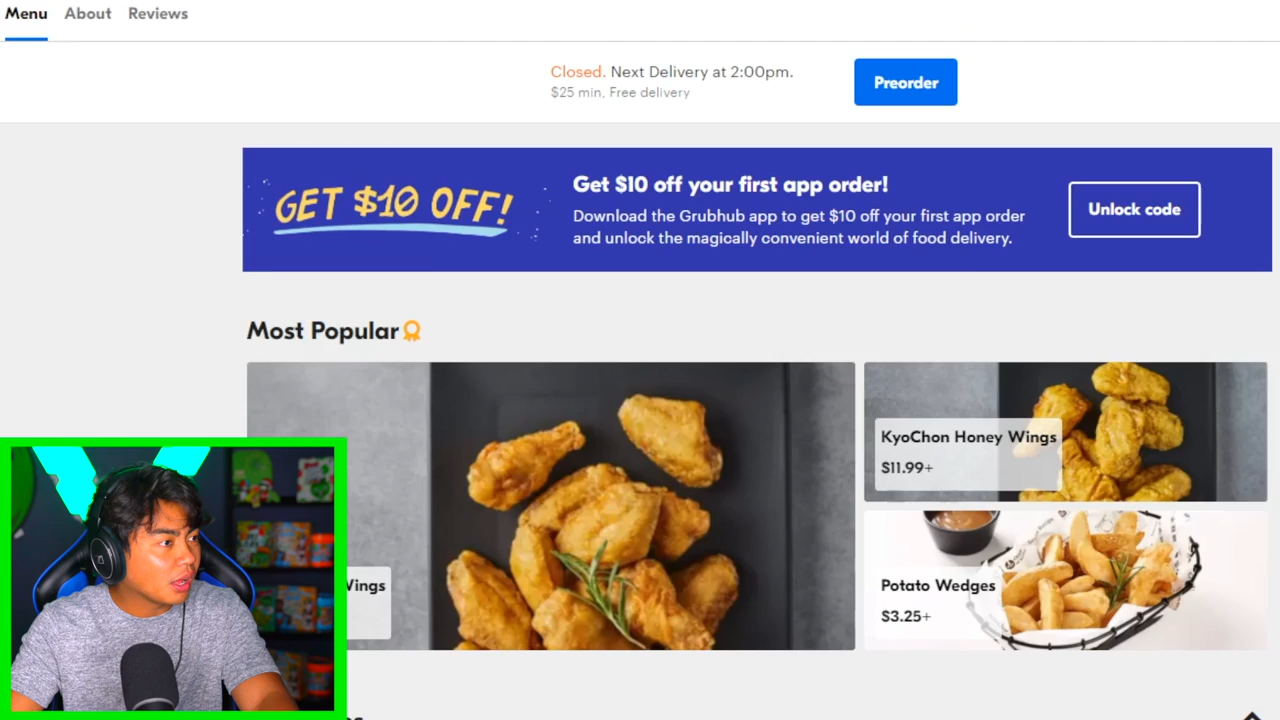 Menu About Reviews
Closed. Next Delivery at 2:00pm.
$25 min, Free delivery
Preorder
GET $10 OFF!
Get $10 off your first app order!
Download the Grubhub app to get $10 off your first app order
and unlock the magically convenient world of food delivery.
Unlock code
Most Popular
Wings
KyoChon Honey Wings
$11.99+
Potato Wedges
$3.25+